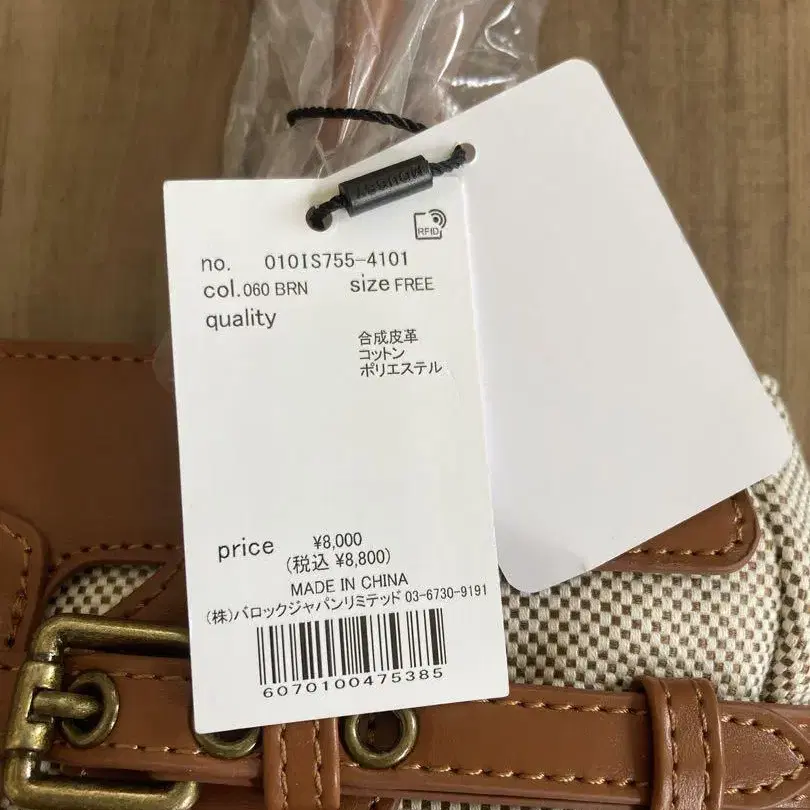 MOUSSY
RFID
no. 010IS755-4101
col.060 BRN size FREE
quality
合成皮革
コットン
ポリエステル
price ¥8,000
(税込 ¥8,800)
MADE IN CHINA
(株)バロックジャパンリミテッド 03-6730-9191
6070100475385